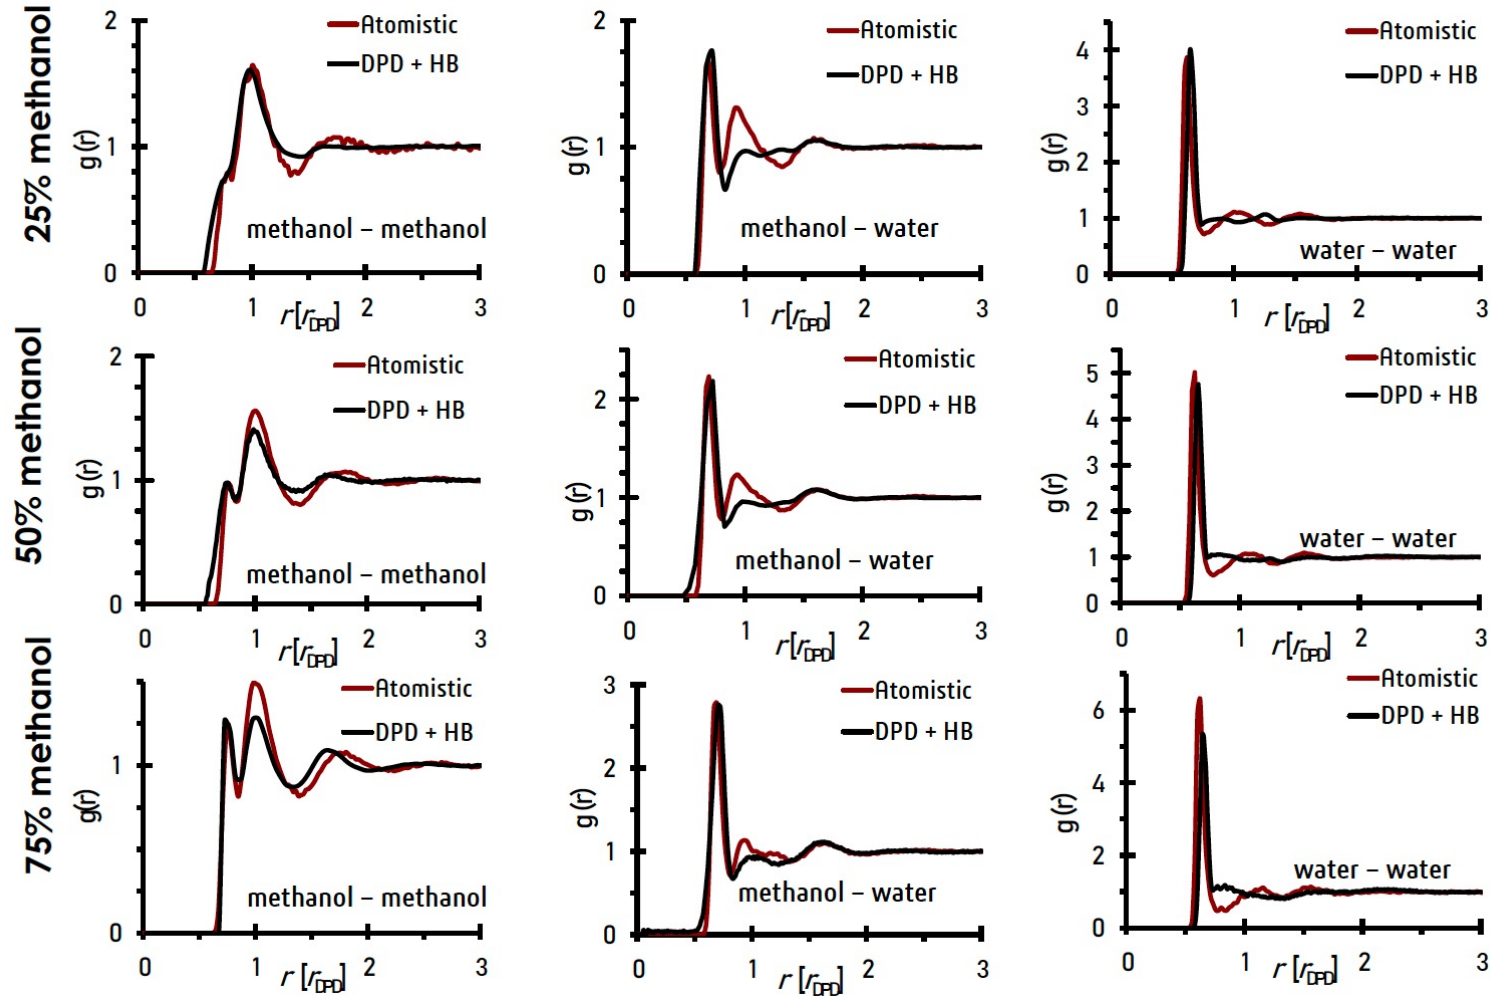 25% methanol
2
1
0
g(r)
Atomistic
DPD + HB
methanol – methanol
0 1 2 3
r [rDPD]
2
1
0
g(r)
Atomistic
DPD + HB
methanol – water
0 1 2 3
r [rDPD]
4
3
2
1
0
g(r)
Atomistic
DPD + HB
water – water
0 1 2 3
r [rDPD]
50% methanol
2
1
0
g(r)
Atomistic
DPD + HB
methanol – methanol
0 1 2 3
r [rDPD]
2
1
0
g(r)
Atomistic
DPD + HB
methanol – water
0 1 2 3
r [rDPD]
5
4
3
2
1
0
g(r)
Atomistic
DPD + HB
water – water
0 1 2 3
r [rDPD]
75% methanol
1
0
g(r)
Atomistic
DPD + HB
methanol – methanol
0 1 2 3
r [rDPD]
3
2
1
0
g(r)
Atomistic
DPD + HB
methanol – water
0 1 2 3
r [rDPD]
6
4
2
0
g(r)
Atomistic
DPD + HB
water – water
0 1 2 3
r [rDPD]